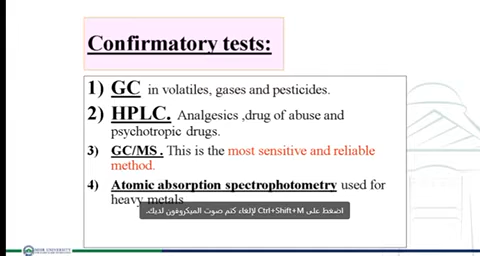 Confirmatory tests:
1) GC in volatiles, gases and pesticides.
2) HPLC. Analgesics ,drug of abuse and
psychotropic drugs.
3) GC/MS. This is the most sensitive and reliable
method.
4) Atomic absorption spectrophotometry used for
heavy metals
اضغط على Ctrl+Shift+M لإلغاء كتم صوت الميكروفون لديك.
UNIVERSITY